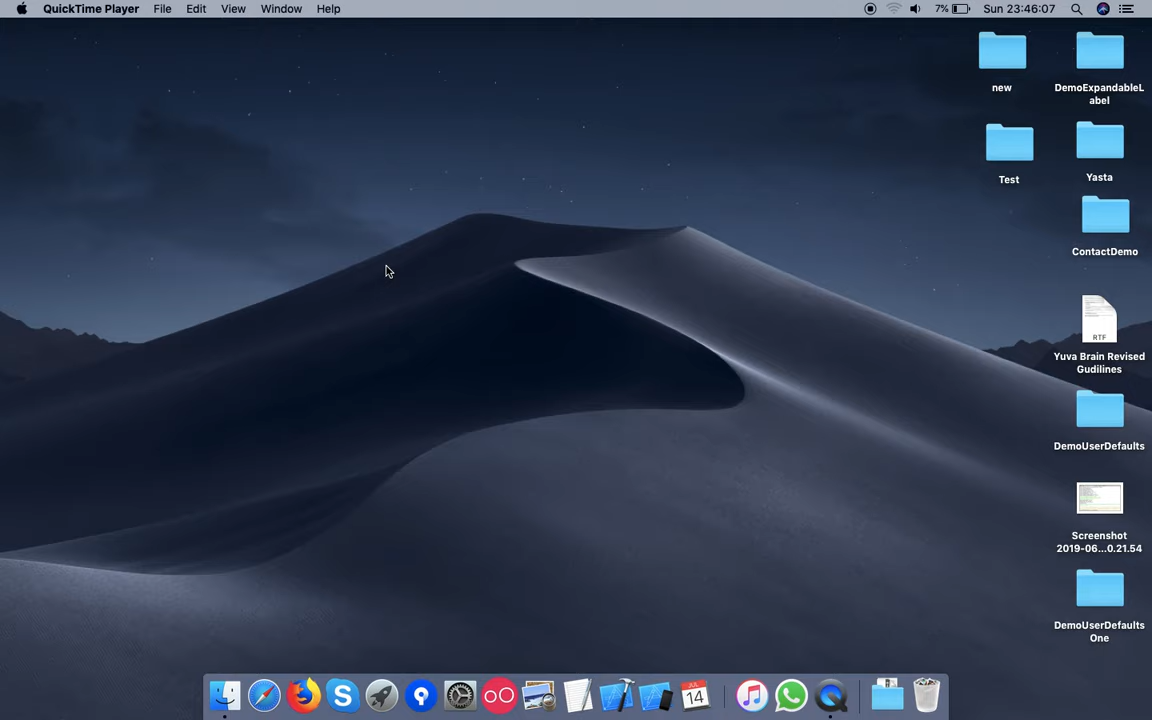 QuickTime Player File Edit View Window Help 7% Sun 23:46:07
new
DemoExpandableL
abel
Test
Yasta
ContactDemo
RTF
Yuva Brain Revised
Gudilines
DemoUserDefaults
Screenshot
2019-06...0.21.54
DemoUserDefaults
One
JUL
14